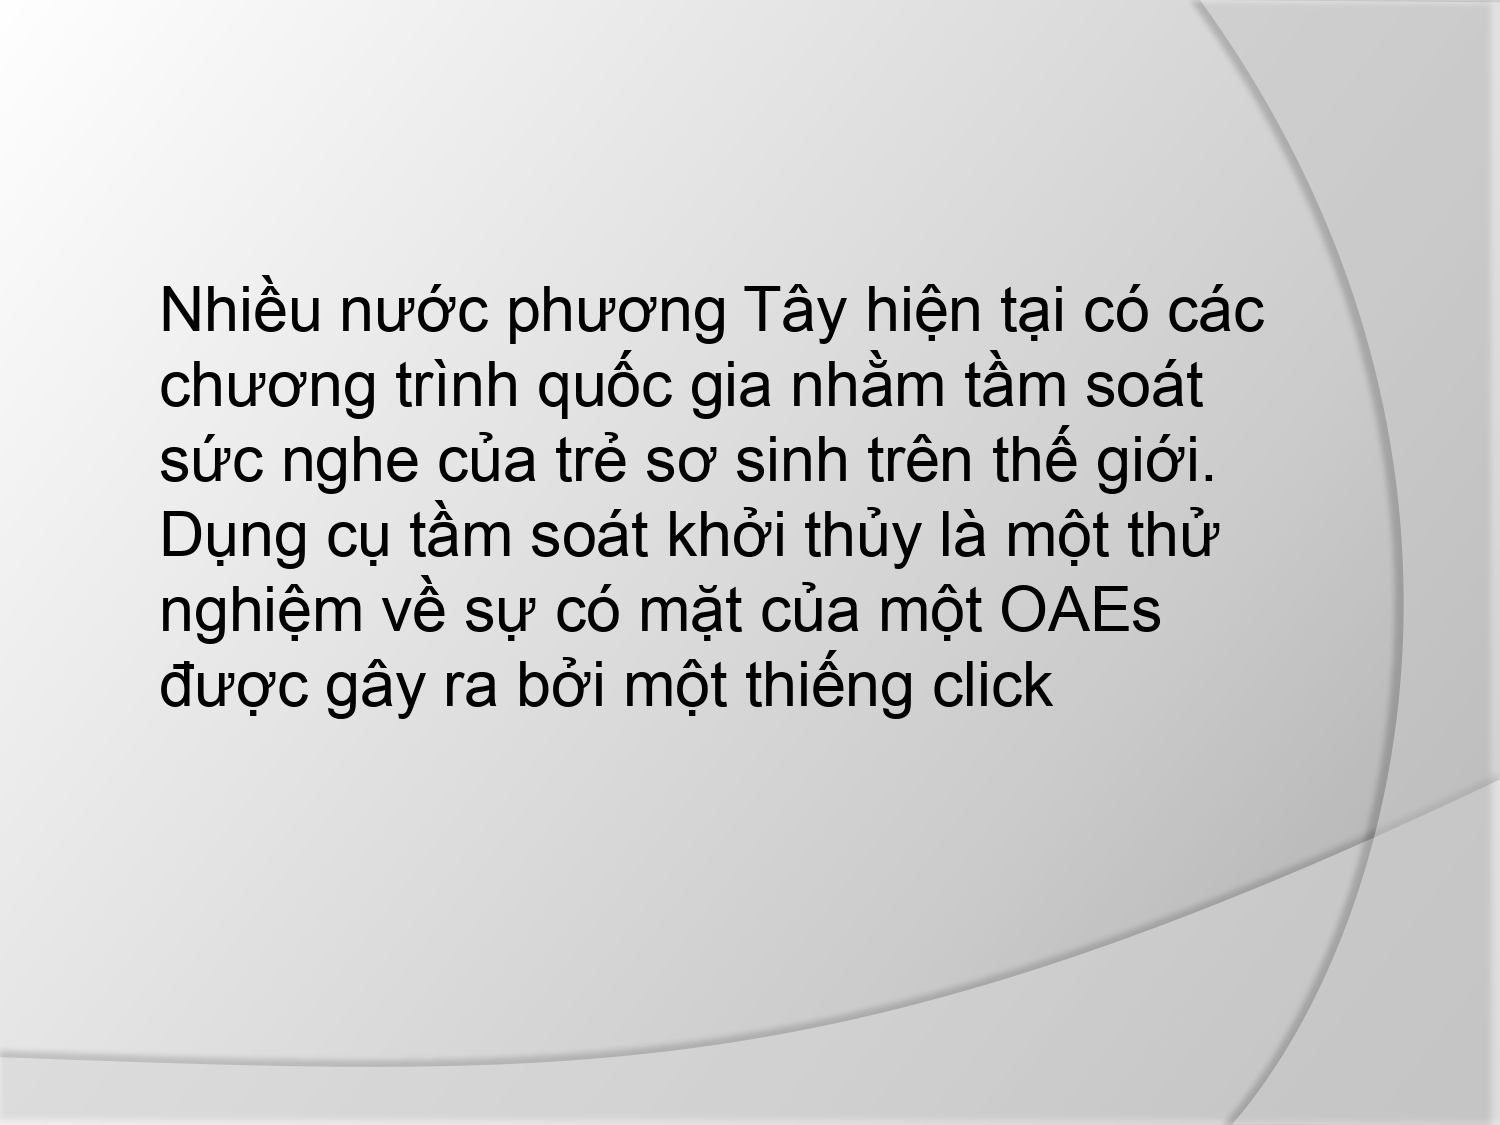 Nhiều nước phương Tây hiện tại có các
chương trình quốc gia nhằm tầm soát
sức nghe của trẻ sơ sinh trên thế giới.
Dụng cụ tầm soát khởi thủy là một thử
nghiệm về sự có mặt của một OAEs
được gây ra bởi một thiếng click